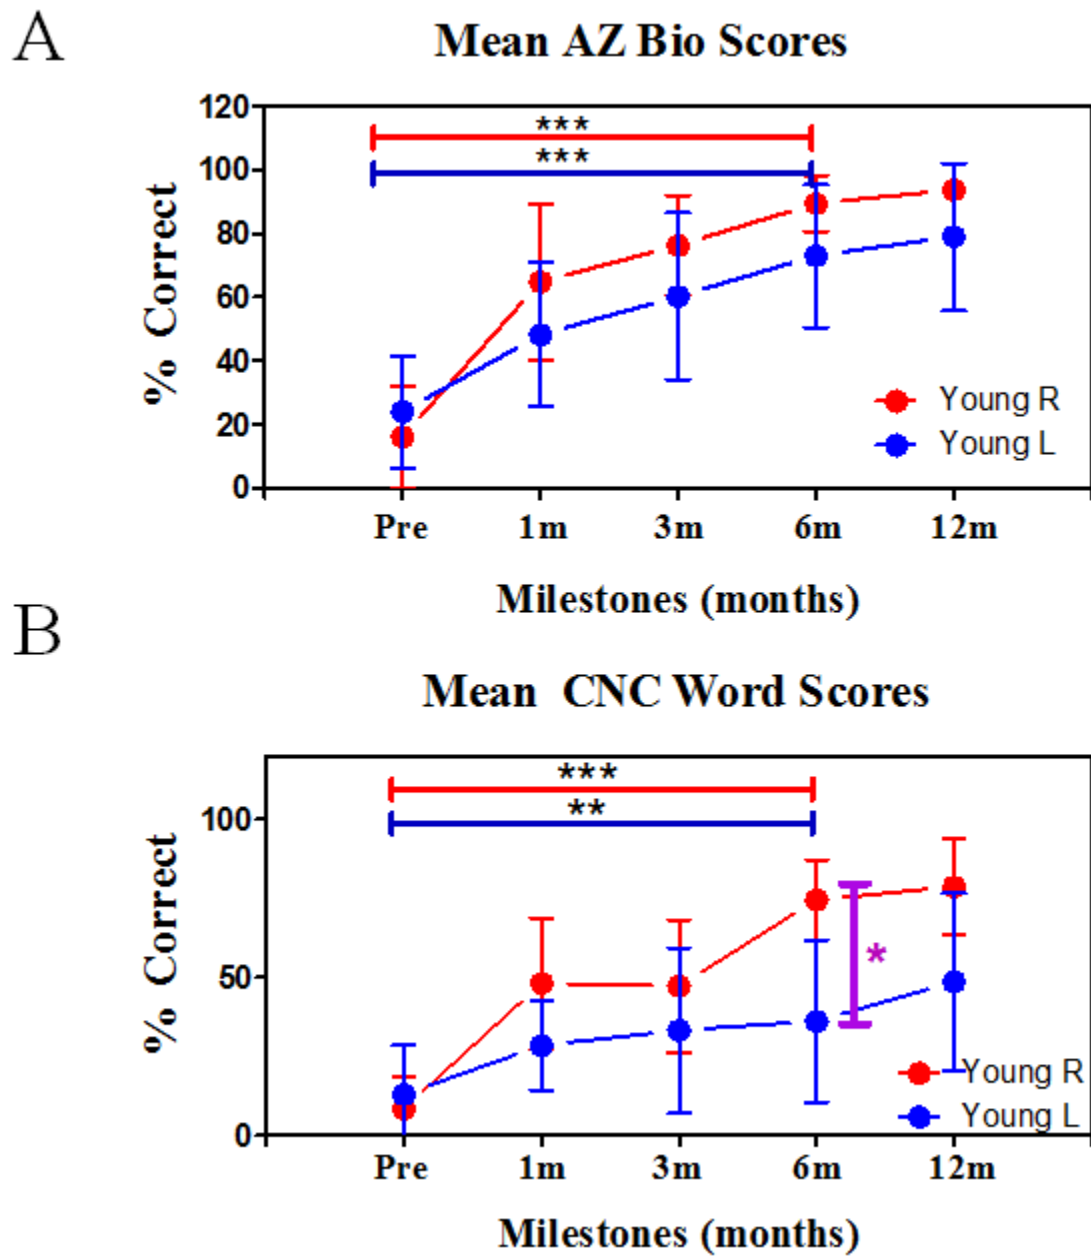 A
Mean AZ Bio Scores
120
100
80
60
40
20
0
% Correct
***
***
Young R
Young L
Pre 1m 3m 6m 12m
Milestones (months)
B
Mean CNC Word Scores
100
50
0
% Correct
***
**
*
Young R
Young L
Pre 1m 3m 6m 12m
Milestones (months)